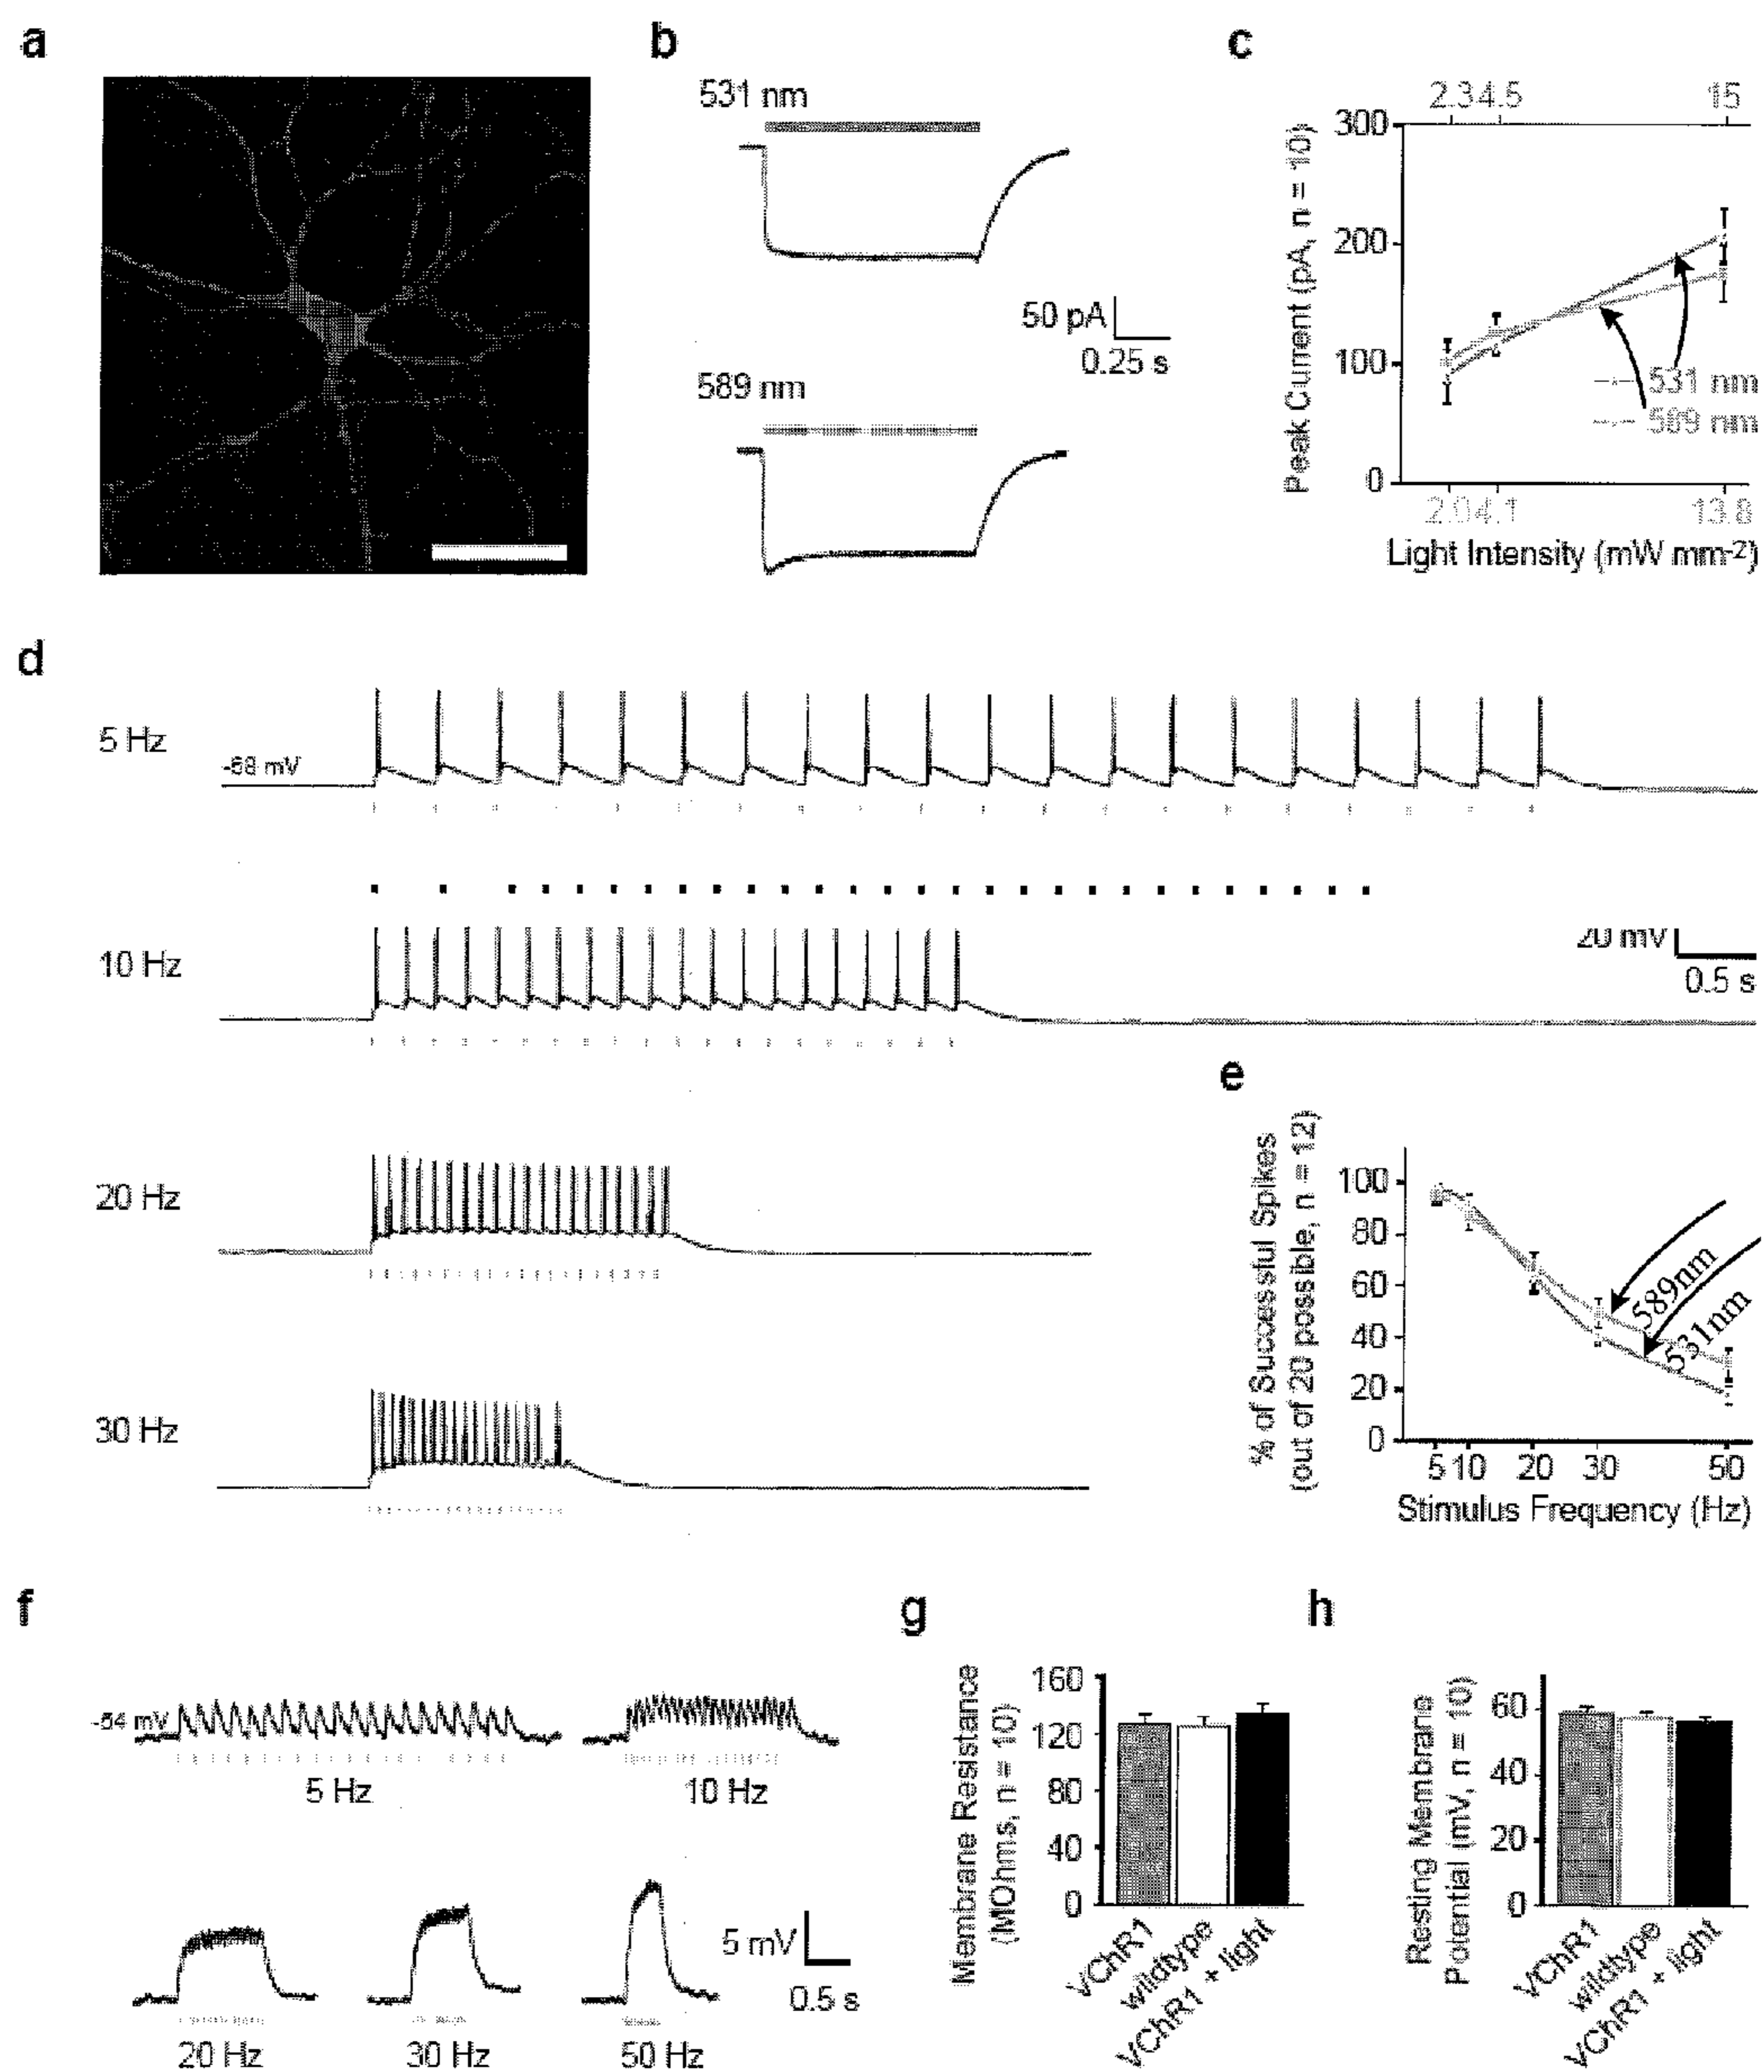 a
b
531 nm
50 pA
0.25 s
589 nm
c
2.3 4.5 15
300
200
100
0
Peak Current (pA, n = 10)
531 nm
589 nm
2.0 4.1 13.8
Light Intensity (mW mm-2)
d
5 Hz
-68 mV
10 Hz
20 mV
0.5 s
20 Hz
30 Hz
e
% of Successful Spikes
(out of 20 possible, n = 12)
100
80
60
40
20
0
589nm
531nm
5 10 20 30 50
Stimulus Frequency (Hz)
f
-64 mV
5 Hz
10 Hz
5 mV
0.5 s
20 Hz
30 Hz
50 Hz
g
Membrane Resistance
(MOhms, n = 10)
160
120
80
40
0
VChR1
wildtype
VChR1 + light
h
Resting Membrane
Potential (mV, n = 10)
60
40
20
0
VChR1
wildtype
VChR1 + light